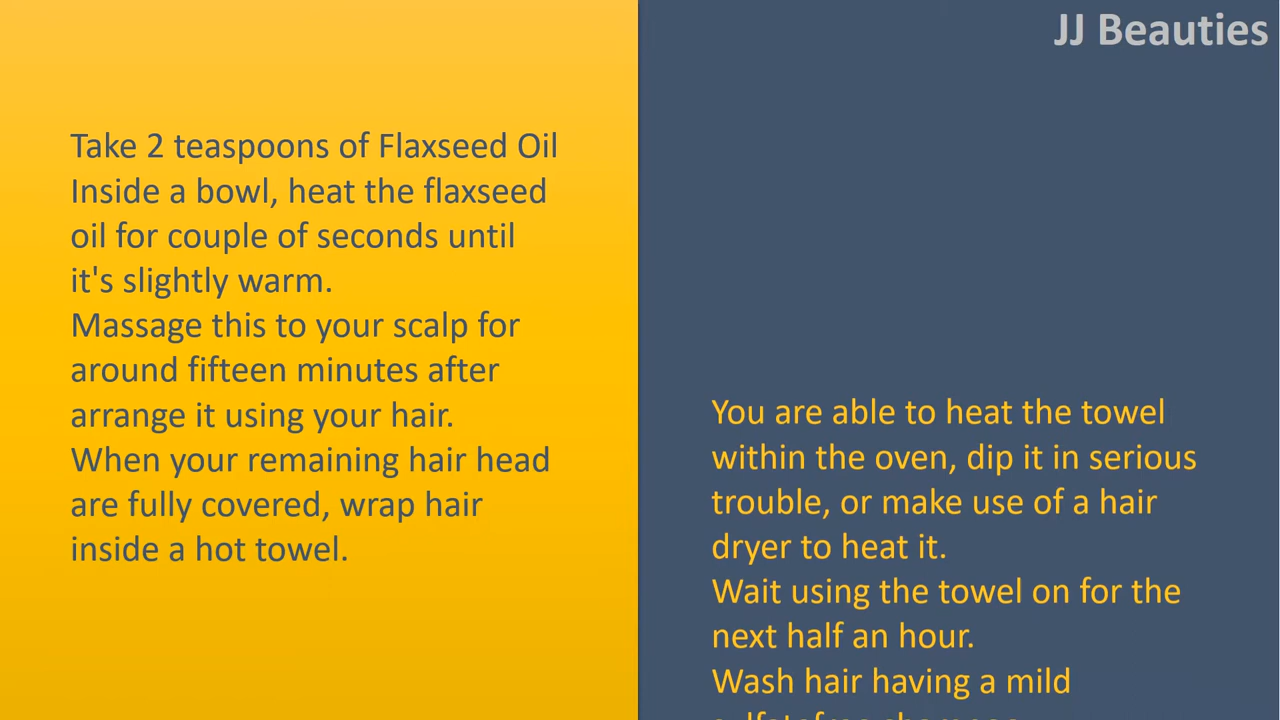 JJ Beauties
Take 2 teaspoons of Flaxseed Oil
Inside a bowl, heat the flaxseed
oil for couple of seconds until
it's slightly warm.
Massage this to your scalp for
around fifteen minutes after
arrange it using your hair.
When your remaining hair head
are fully covered, wrap hair
inside a hot towel.
You are able to heat the towel
within the oven, dip it in serious
trouble, or make use of a hair
dryer to heat it.
Wait using the towel on for the
next half an hour.
Wash hair having a mild